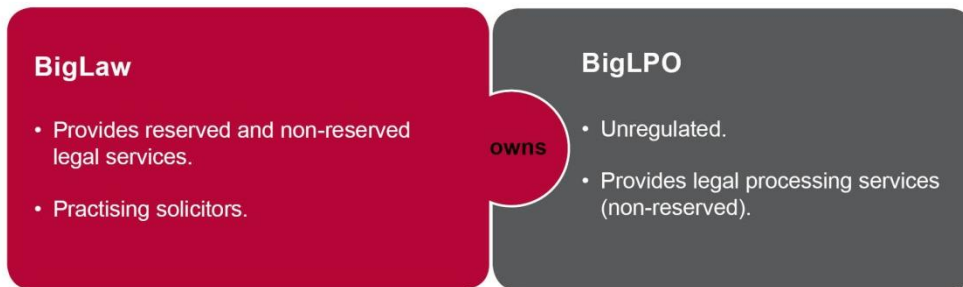 BigLaw
• Provides reserved and non-reserved
legal services.
• Practising solicitors.
owns
BigLPO
• Unregulated.
• Provides legal processing services
(non-reserved).